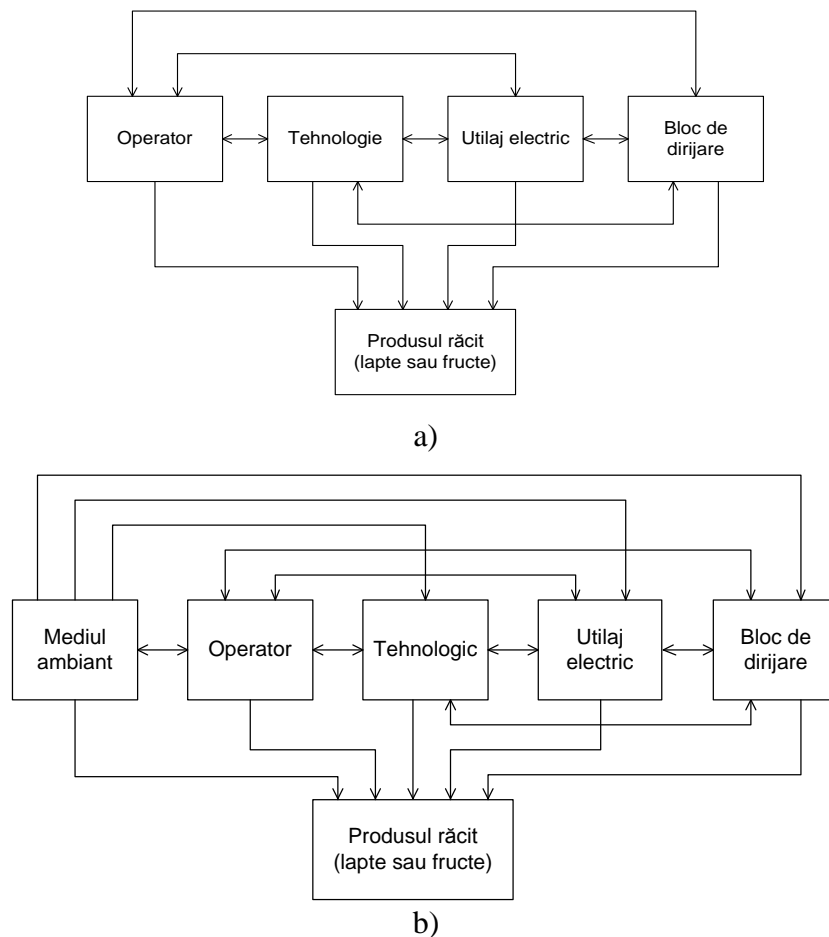 Operator
Tehnologie
Utilaj electric
Bloc de
dirijare
Produsul răcit
(lapte sau fructe)
a)
Mediul
ambiant
Operator
Tehnologic
Utilaj
electric
Bloc de
dirijare
Produsul răcit
(lapte sau fructe)
b)